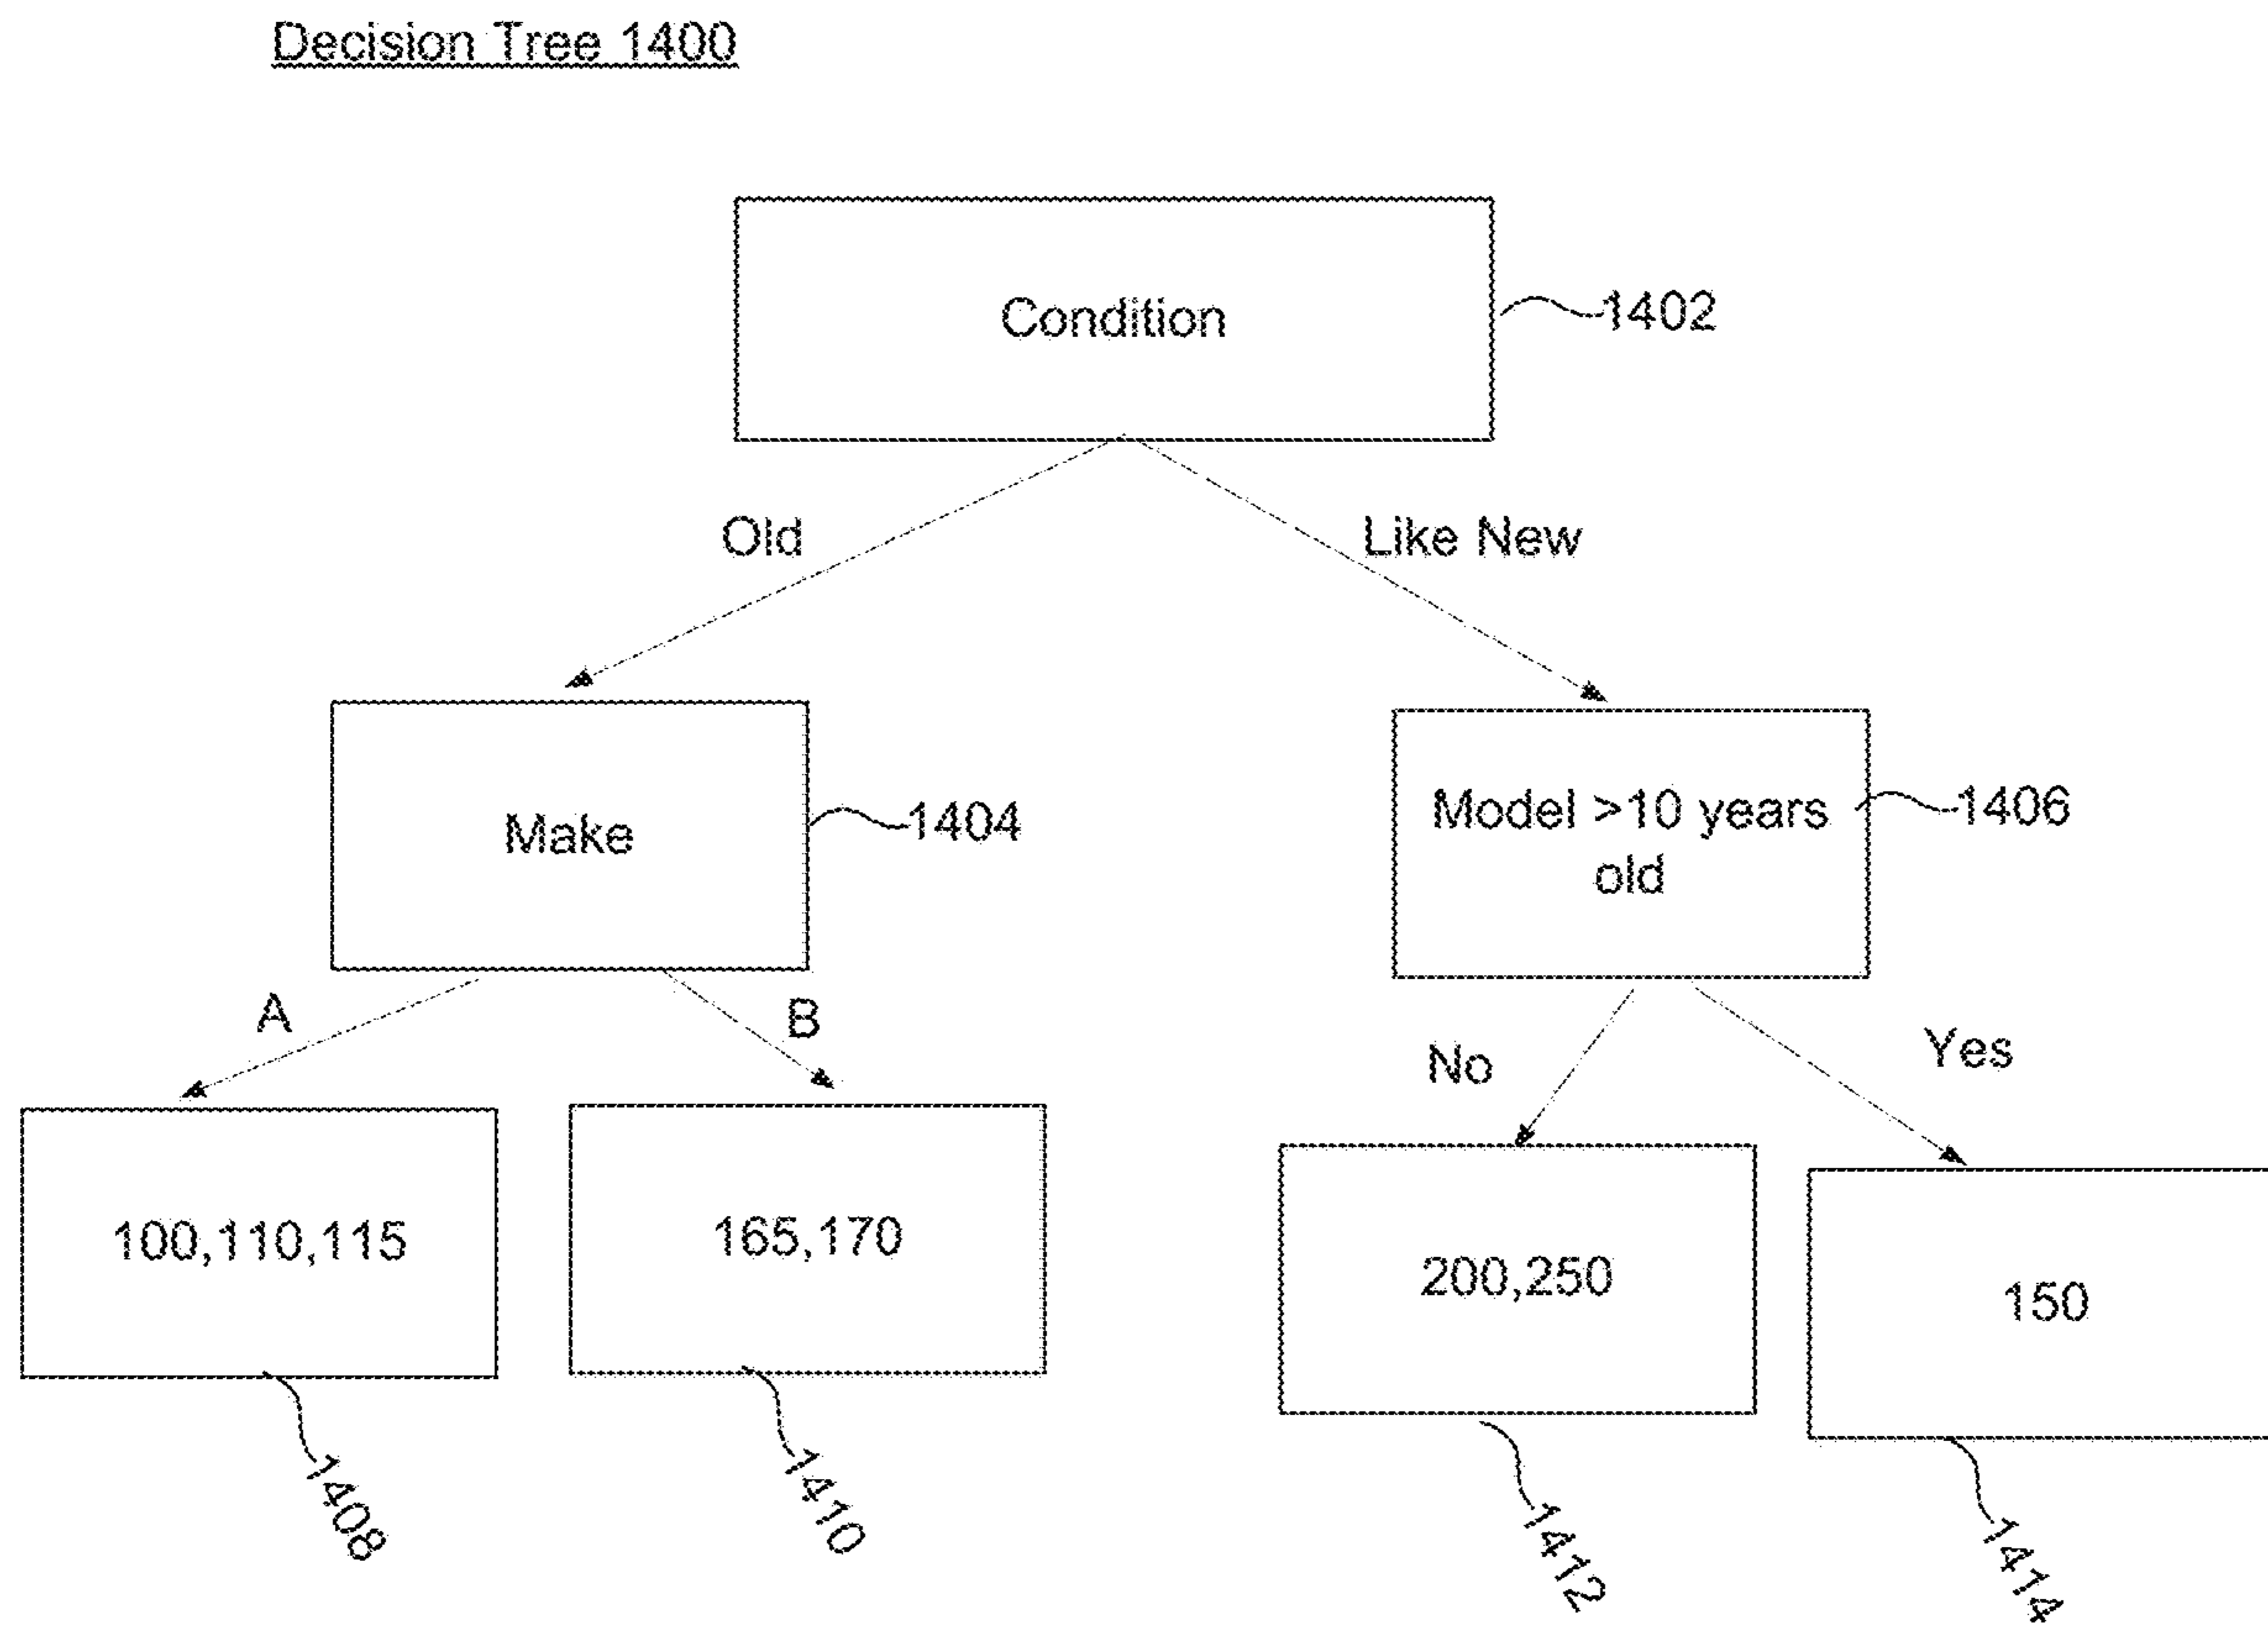 Decision Tree 1400
Condition
1402
Old
Like New
Make
1404
Model >10 years
old
1406
A
B
No
Yes
100,110,115
165,170
200,250
150
1408
1410
1412
1414